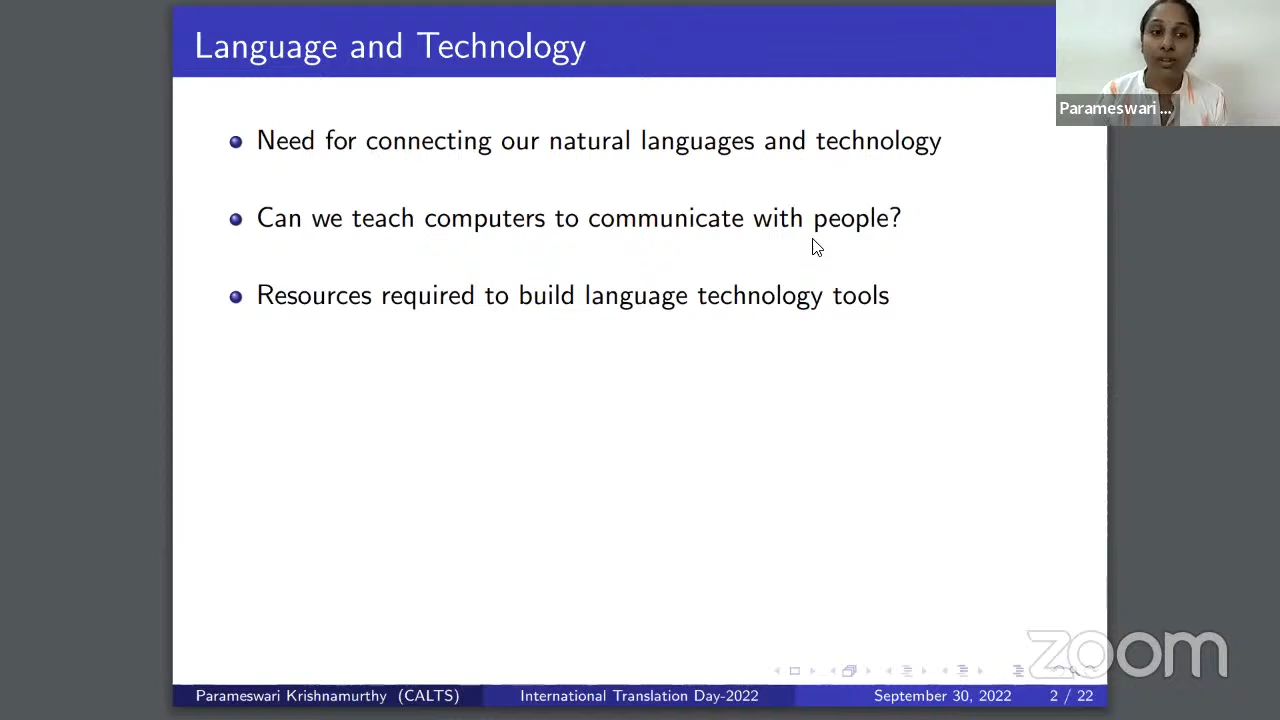 Language and Technology
Parameswari ...
Need for connecting our natural languages and technology
Can we teach computers to communicate with people?
Resources required to build language technology tools
zoom
Parameswari Krishnamurthy (CALTS)
International Translation Day-2022
September 30, 2022
2 / 22